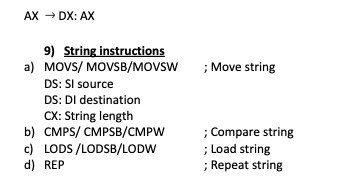 AX → DX: AX
9) String instructions
a) MOVS/ MOVSB/MOVSW ; Move string
DS: SI source
DS: DI destination
CX: String length
b) CMPS/ CMPSB/CMPW ; Compare string
c) LODS /LODSB/LODW ; Load string
d) REP ; Repeat string